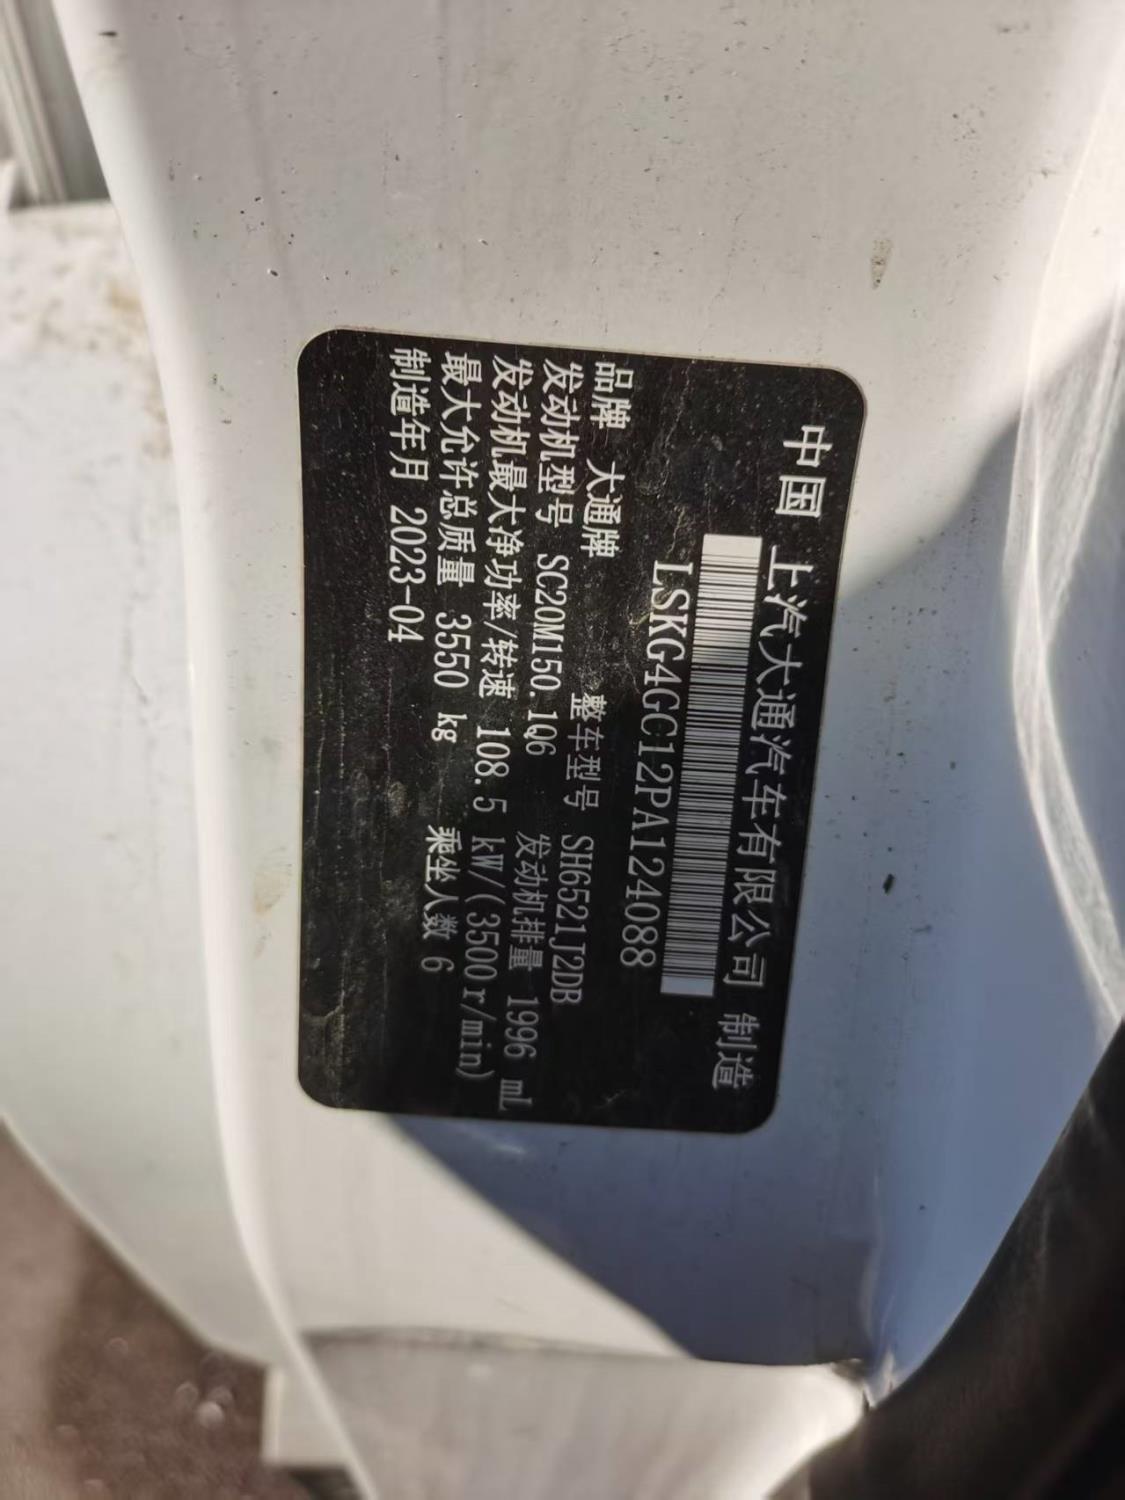 中国 上汽大通汽车有限公司 制造
LSKG4GC12PA124088
品牌 大通牌 整车型号 SH6521J2DB
发动机型号 SC20M150.1Q6 发动机排量 1996 mL
发动机最大净功率/转速 108.5 kW/(3500r/min)
最大允许总质量 3550 kg 乘坐人数 6
制造年月 2023-04